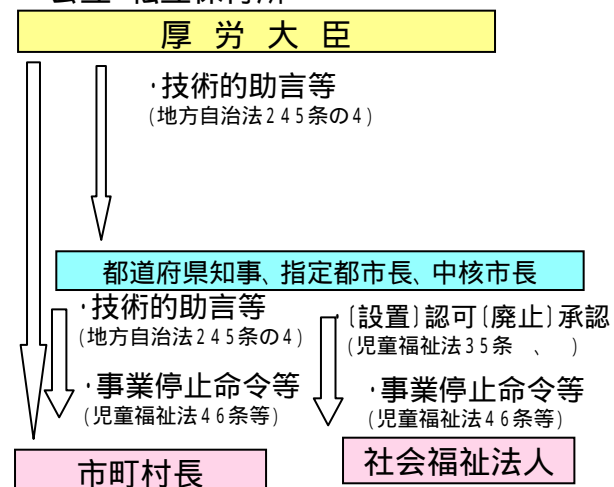 厚 労 大 臣
・技術的助言等
(地方自治法245条の4)
都道府県知事、指定都市長、中核市長
・技術的助言等
(地方自治法245条の4)
・事業停止命令等
(児童福祉法46条等)
・〔設置〕認可〔廃止〕承認
(児童福祉法35条　、　)
・事業停止命令等
(児童福祉法46条等)
市町村長
社会福祉法人